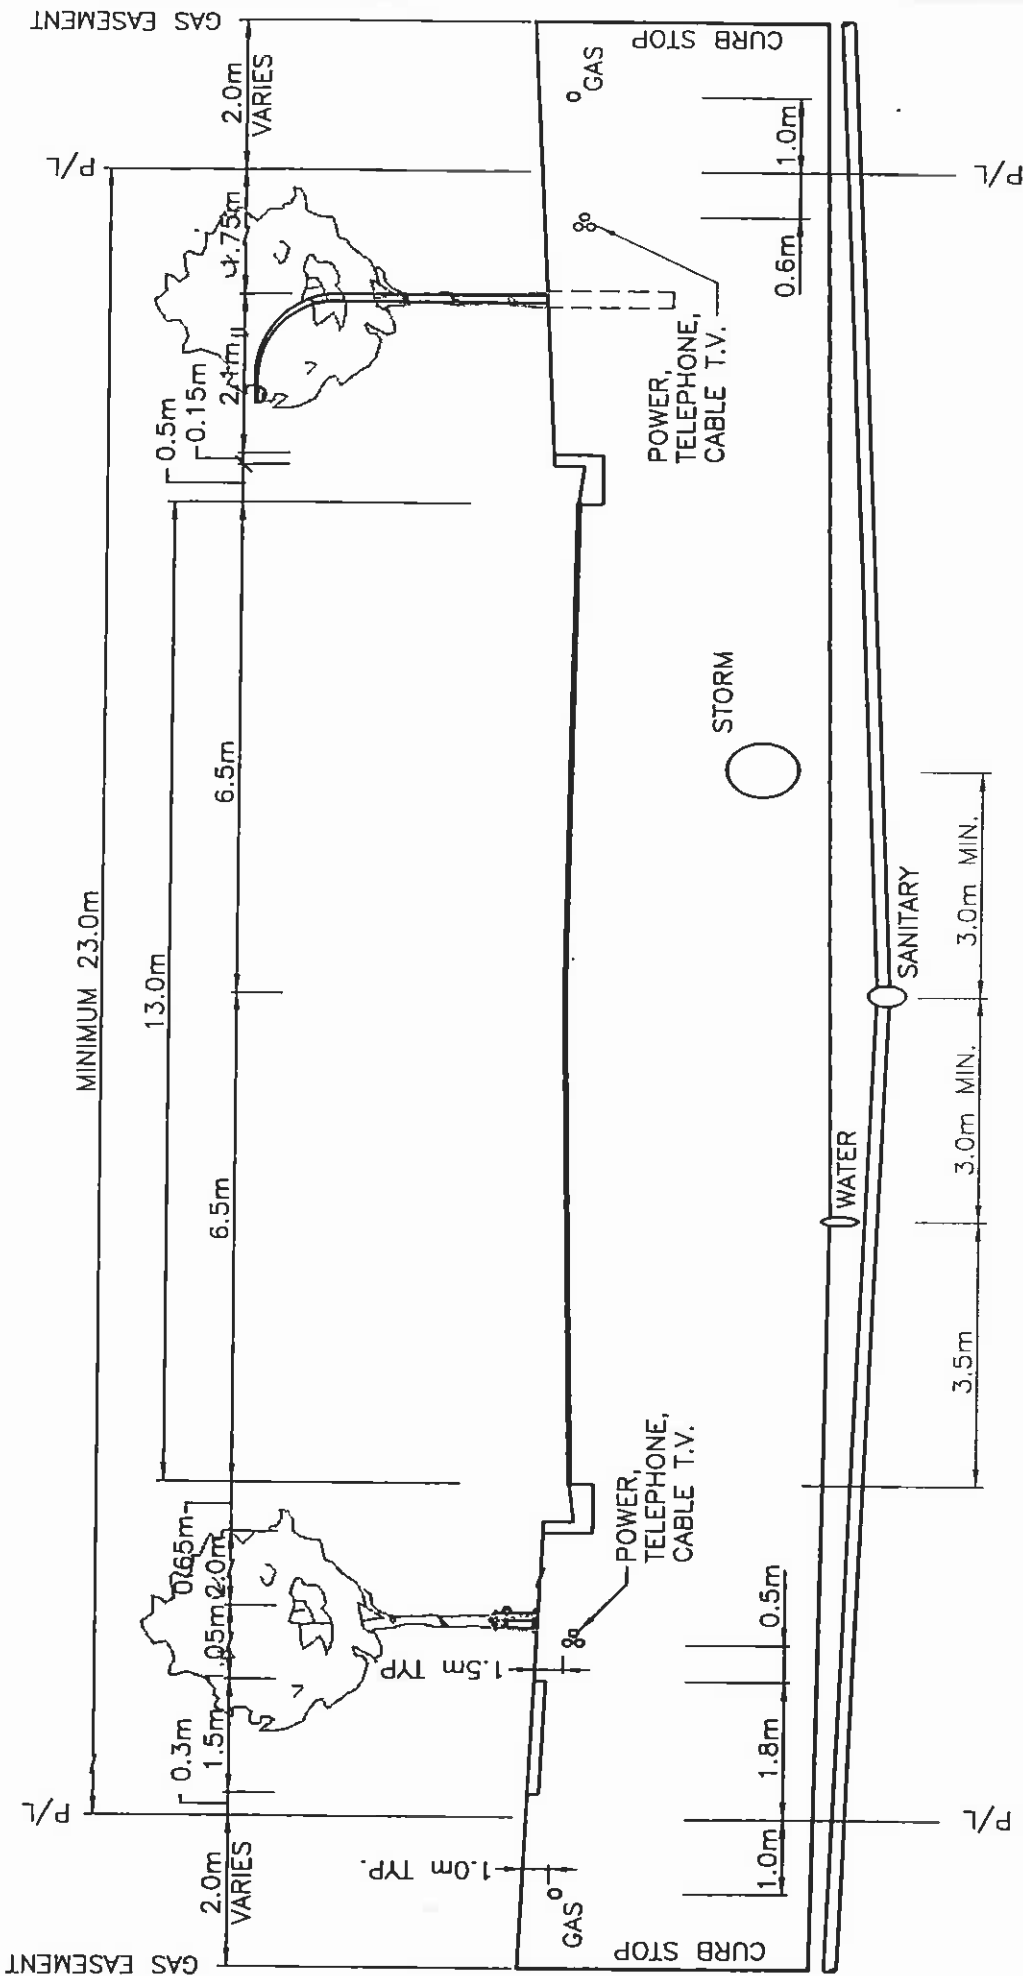 GAS EASEMENT
2.0m
VARIES
P/L
0.3m
1.5m
1.05m
2.0m
0.65m
MINIMUM 23.0m
13.0m
6.5m
6.5m
0.5m
0.15m
2.1m
1.75m
P/L
2.0m
VARIES
GAS EASEMENT
1.0m TYP.
GAS
CURB STOP
1.5m TYP
POWER,
TELEPHONE,
CABLE T.V.
WATER
SANITARY
STORM
POWER,
TELEPHONE,
CABLE T.V.
GAS
CURB STOP
1.0m
1.8m
0.5m
0.6m
1.0m
P/L
3.5m
3.0m MIN.
3.0m MIN.
P/L